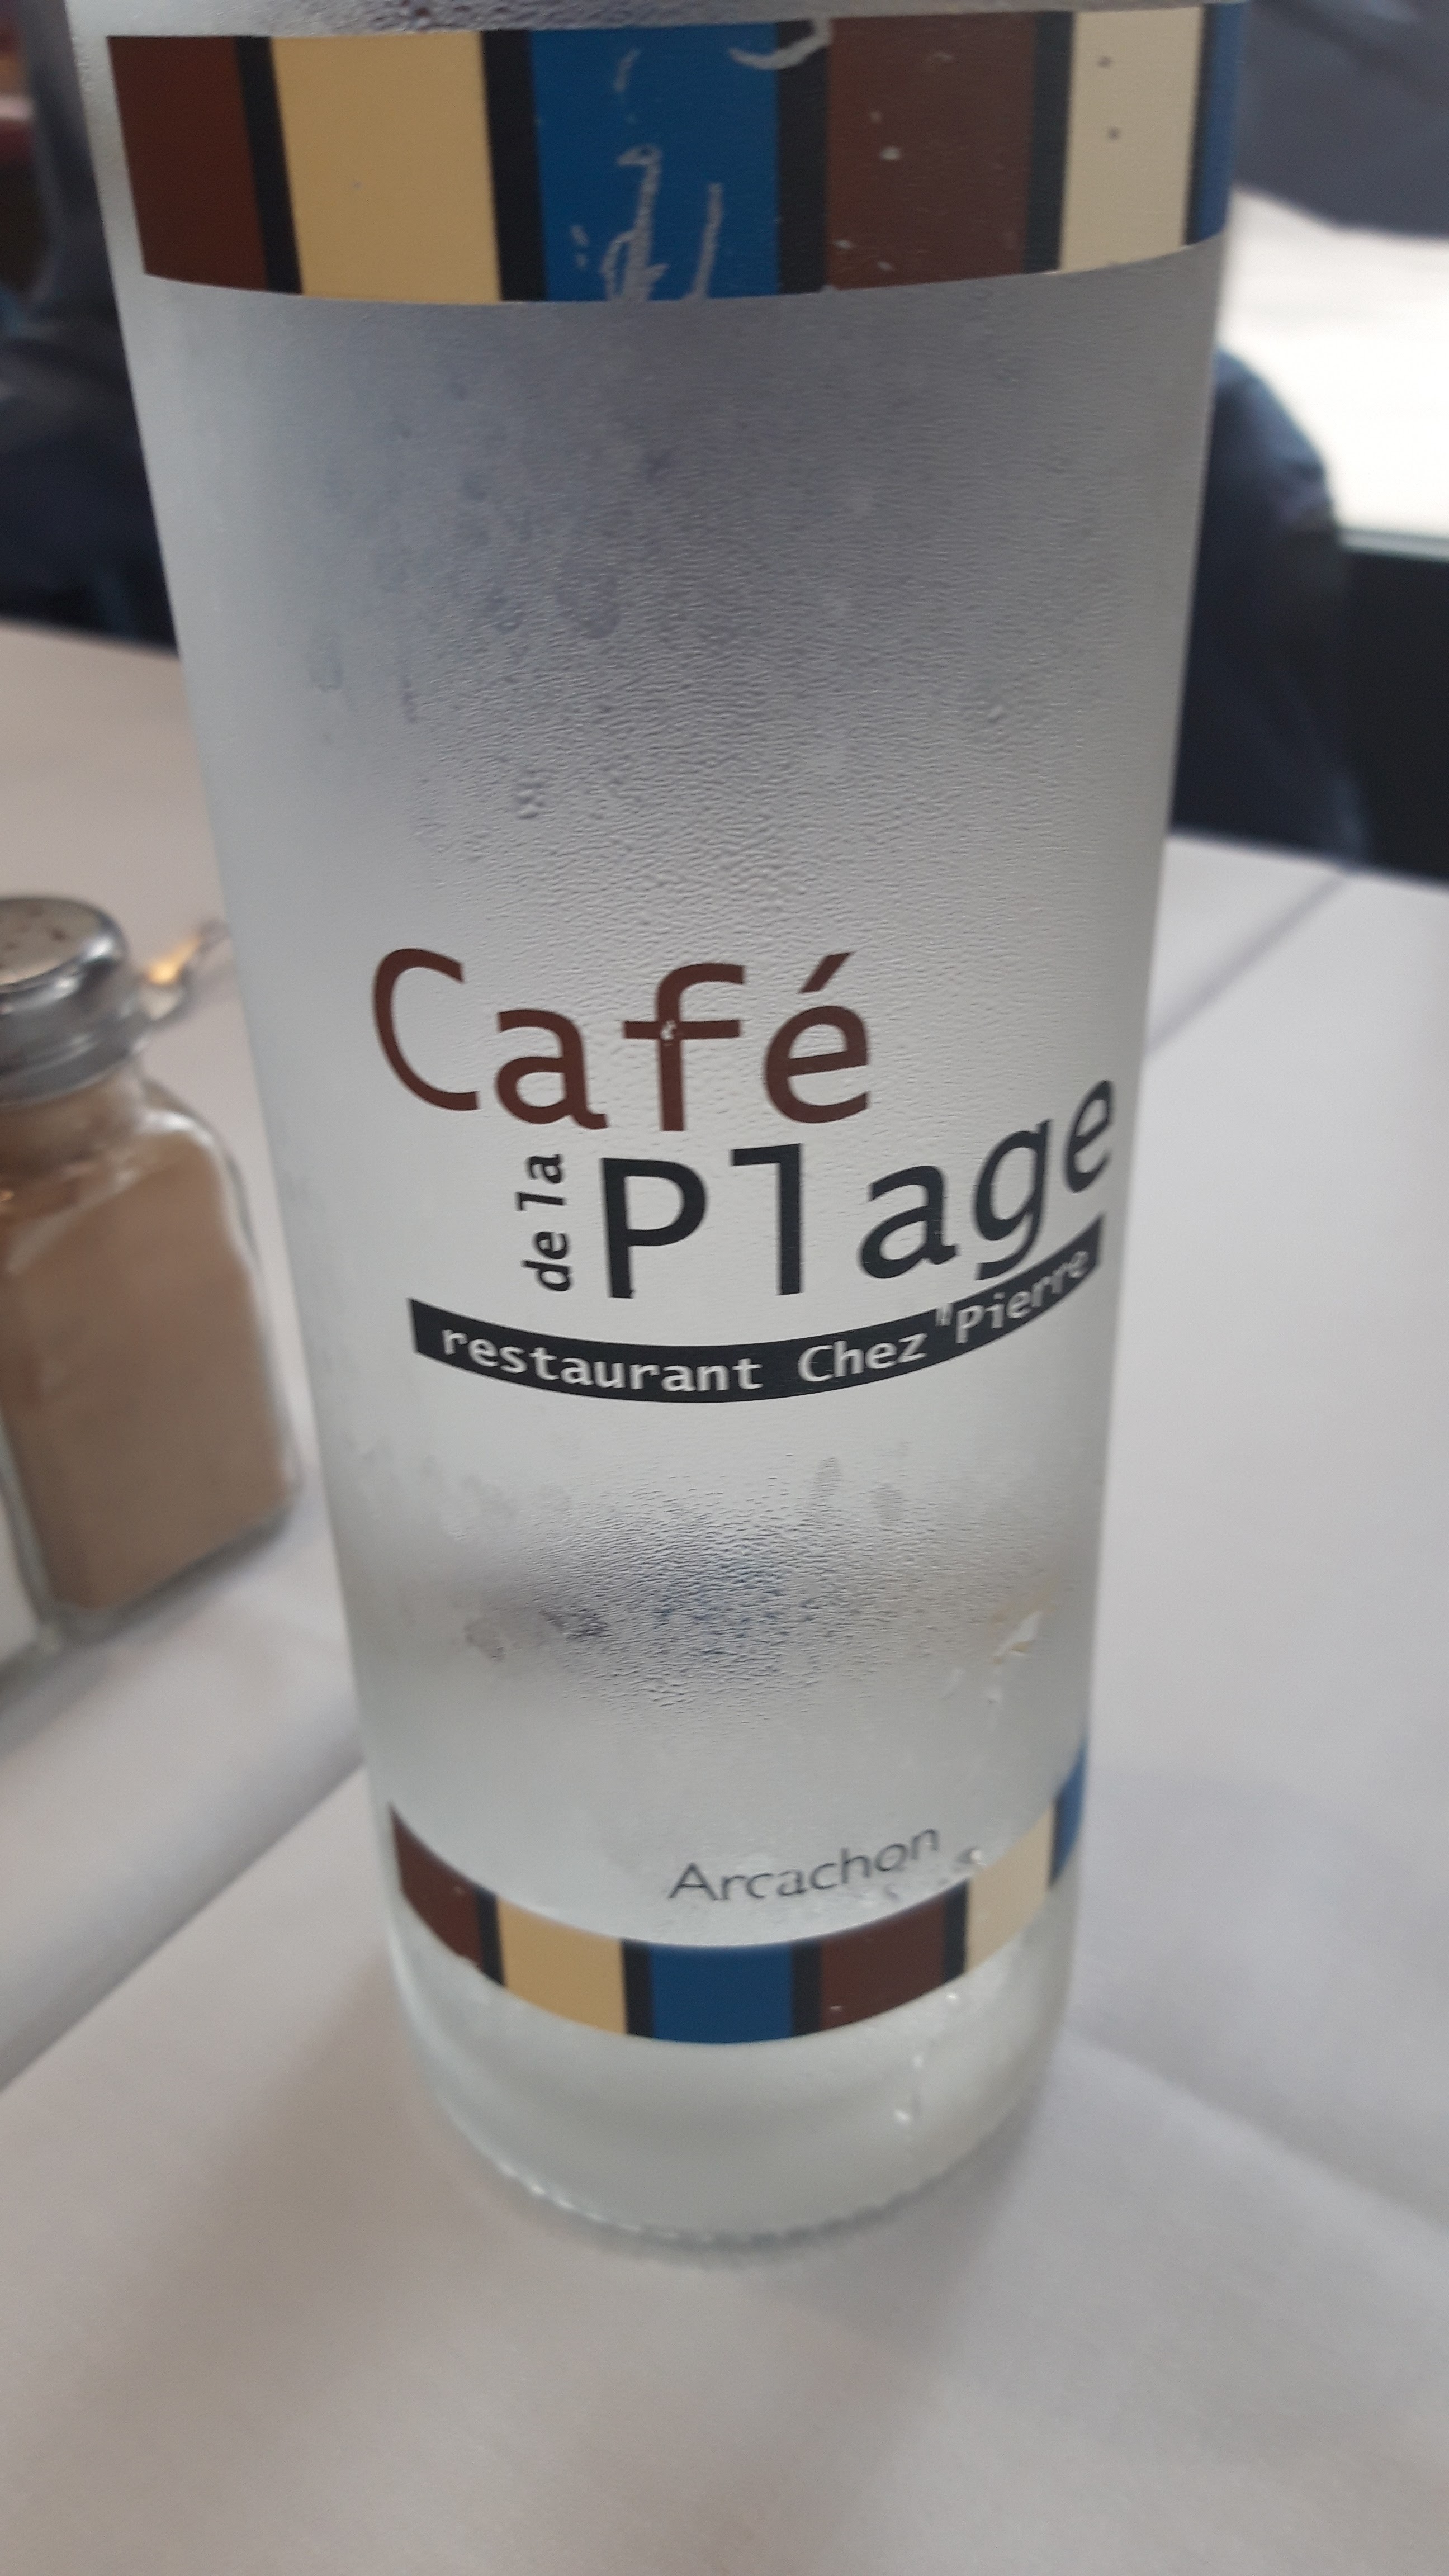 Café
de la Plage
restaurant Chez "Pierre
Arcachon